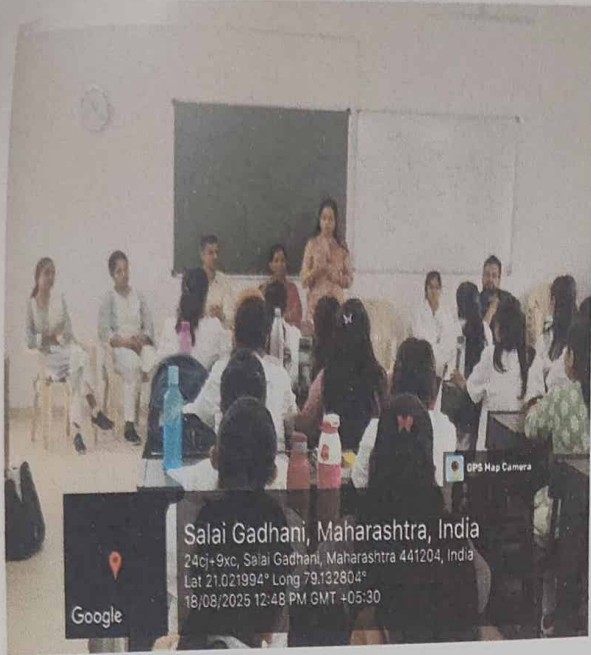 GPS Map Camera
Salai Gadhani, Maharashtra, India
24cj+9xc, Salai Gadhani, Maharashtra 441204, India
Lat 21.021994° Long 79.132804°
18/08/2025 12:48 PM GMT +05:30
Google